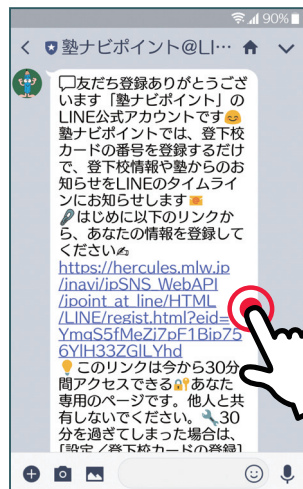 90%
塾ナビポイント@LI…
友だち登録ありがとうござ
います「塾ナビポイント」の
LINE公式アカウントです😊
塾ナビポイントでは、登下校
カードの番号を登録するだけ
で、登下校情報や塾からのお
知らせをLINEのタイムライ
ンにお知らせします
はじめに以下のリンクか
ら、あなたの情報を登録して
ください✍
https://hercules.mlw.jp
/inavi/jpSNS_WebAPI
/jpoint_at_line/HTML
/LINE/regist.html?eid=
YmqS5fMeZj7pF1Bip75
6YlH33ZGlLYhd
💡このリンクは今から30分
間アクセスできる🔐あなた
専用のページです。他人と共
有しないでください。🔧30
分を過ぎてしまった場合は、
[設定／登下校カードの登録]